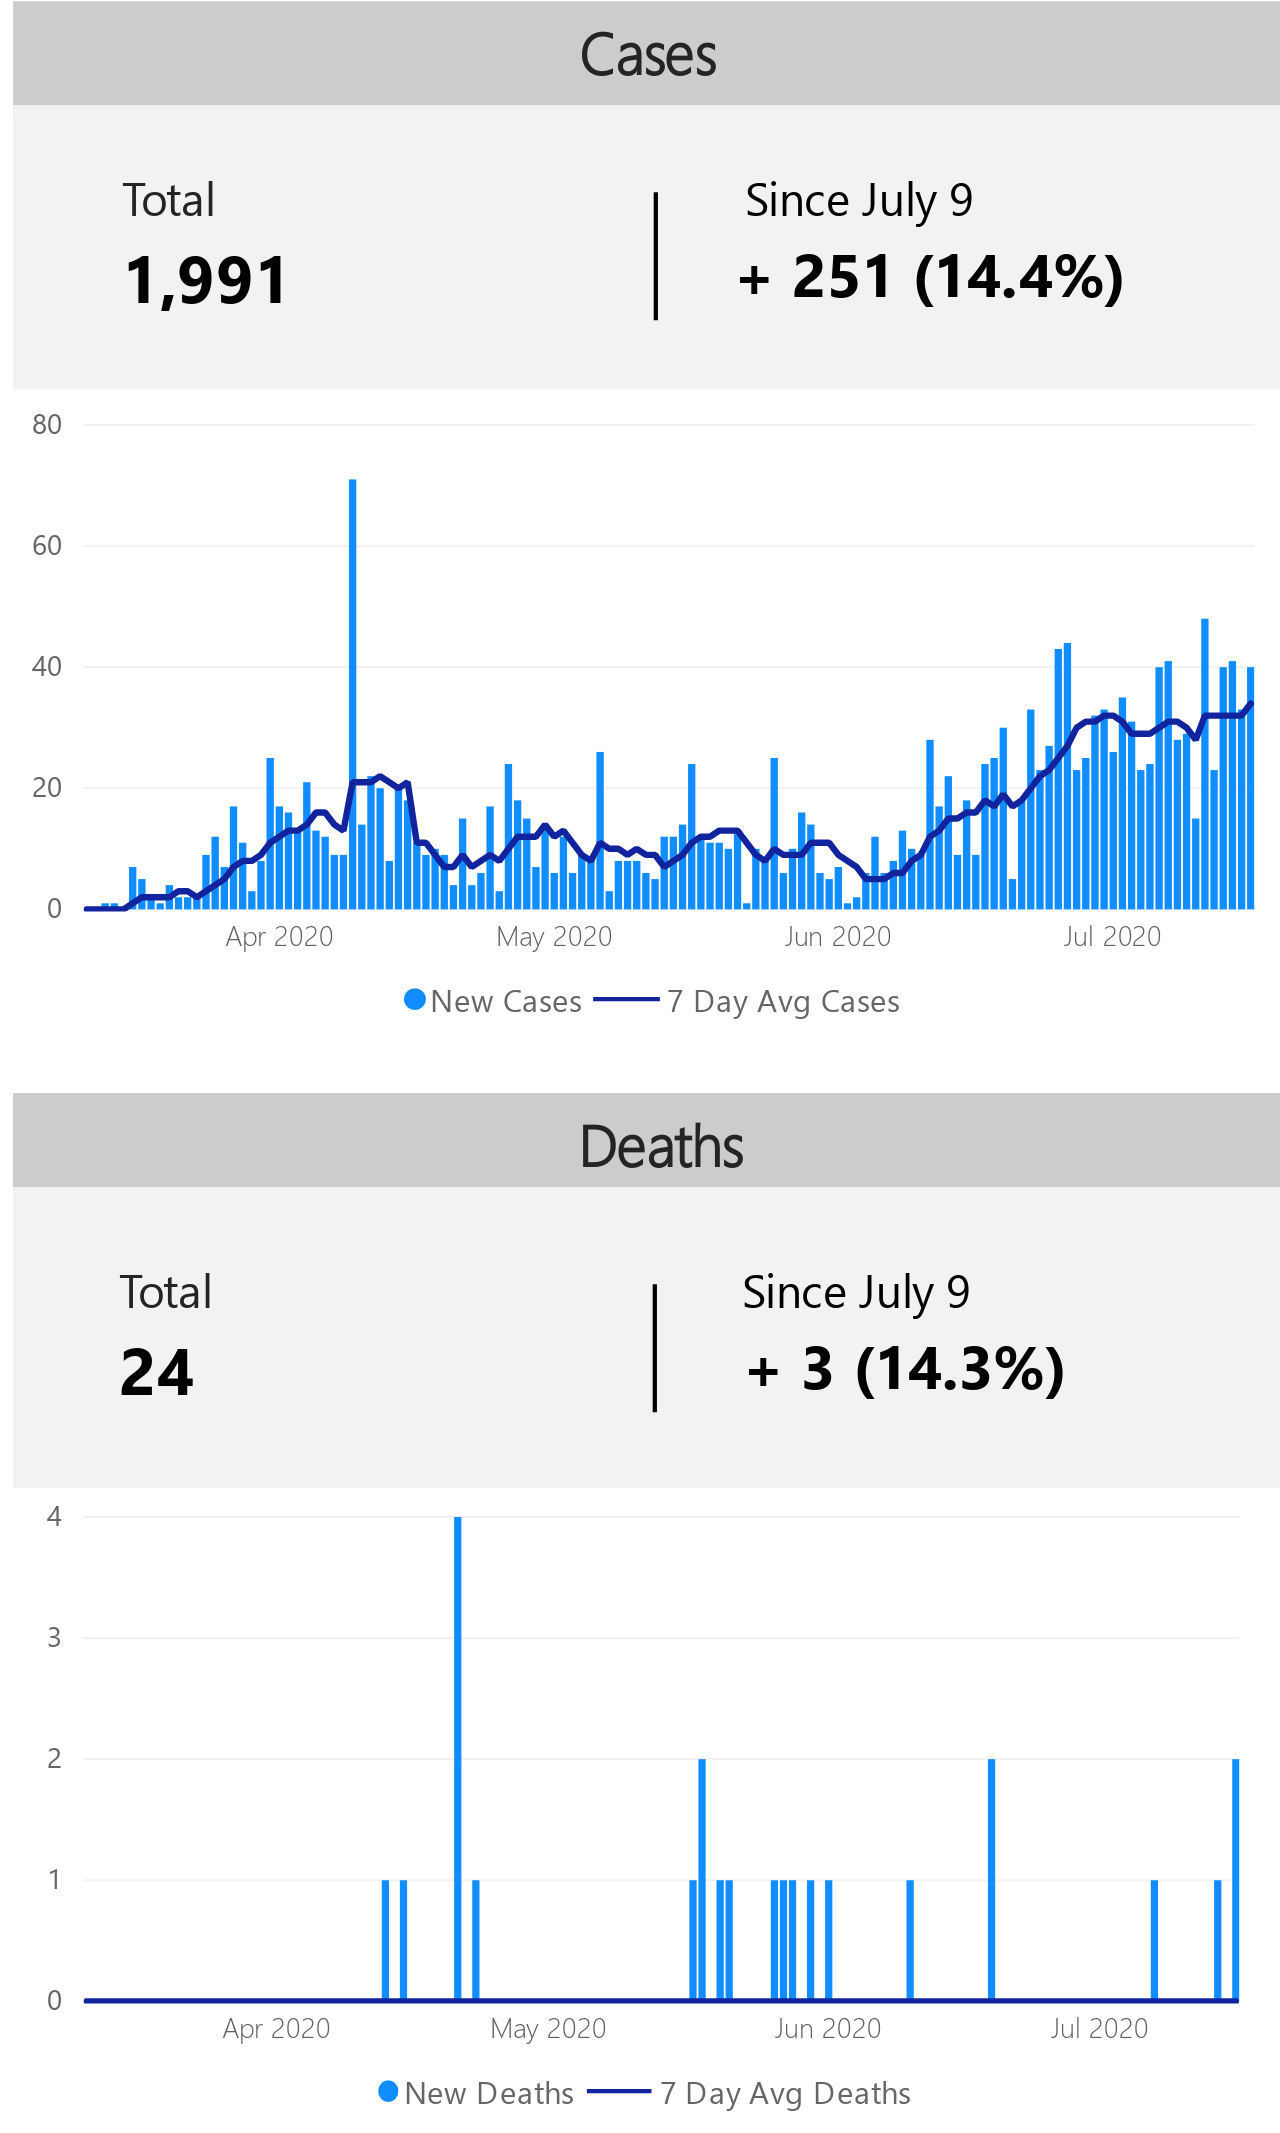 Cases
Total
Since July 9
1,991
+ 251 (14.4%)
80
60
40
20
0
Apr 2020
May 2020
Jun 2020
Jul 2020
New Cases
7 Day Avg Cases
Deaths
Total
Since July 9
24
+ 3 (14.3%)
4
3
2
1
0
Apr 2020
May 2020
Jun 2020
Jul 2020
New Deaths
7 Day Avg Deaths